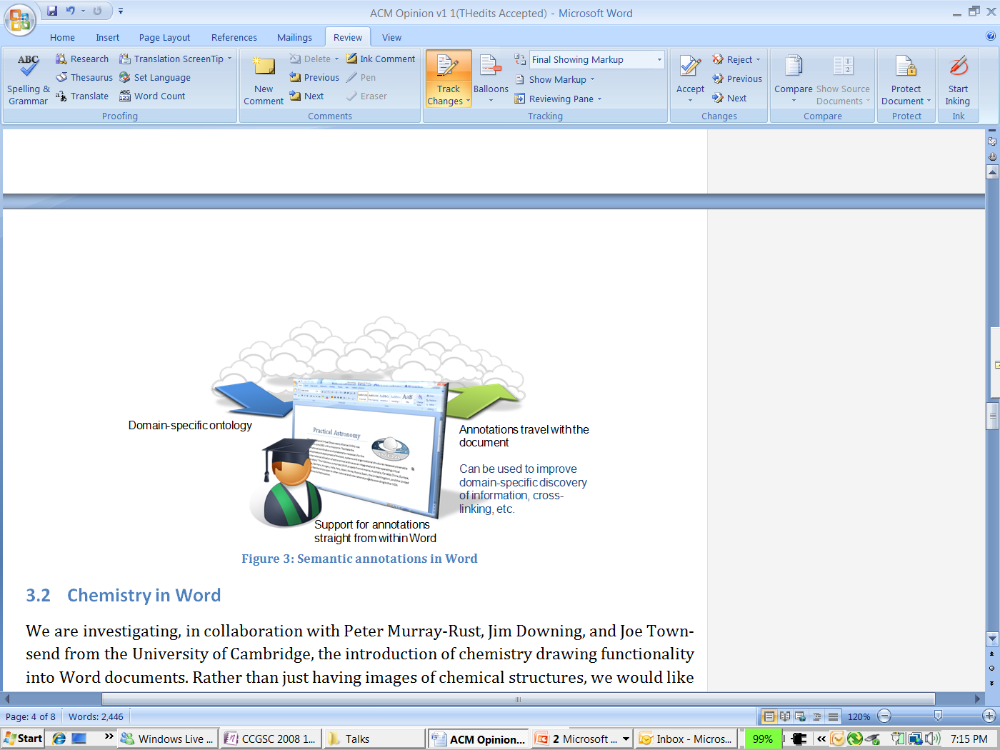 ACM Opinion v1 1(THedits Accepted) - Microsoft Word
Home Insert Page Layout References Mailings Review View
ABC
Spelling &
Grammar
Research
Thesaurus
Translate
Translation ScreenTip
Set Language
ABC
123
Word Count
Proofing
New
Comment
Delete
Previous
Next
Ink Comment
Pen
Eraser
Comments
Track
Changes
Balloons
Final Showing Markup
Show Markup
Reviewing Pane
Tracking
Accept
Reject
Previous
Next
Changes
Compare
Show Source
Documents
1
2
Compare
Protect
Document
Protect
Start
Inking
Ink
AaB
Practical Astronomy
Domain-specific ontology
Annotations travel with the
document
Can be used to improve
domain-specific discovery
of information, cross-
linking, etc.
Support for annotations
straight from within Word
Figure 3: Semantic annotations in Word
3.2 Chemistry in Word
We are investigating, in collaboration with Peter Murray-Rust, Jim Downing, and Joe Town-
send from the University of Cambridge, the introduction of chemistry drawing functionality
into Word documents. Rather than just having images of chemical structures, we would like
Page: 4 of 8 Words: 2,446 120%
Start » Windows Live ... CCGSC 2008 1... Talks ACM Opinion... 2 Microsoft ... Inbox - Micros... 99% « 7:15 PM